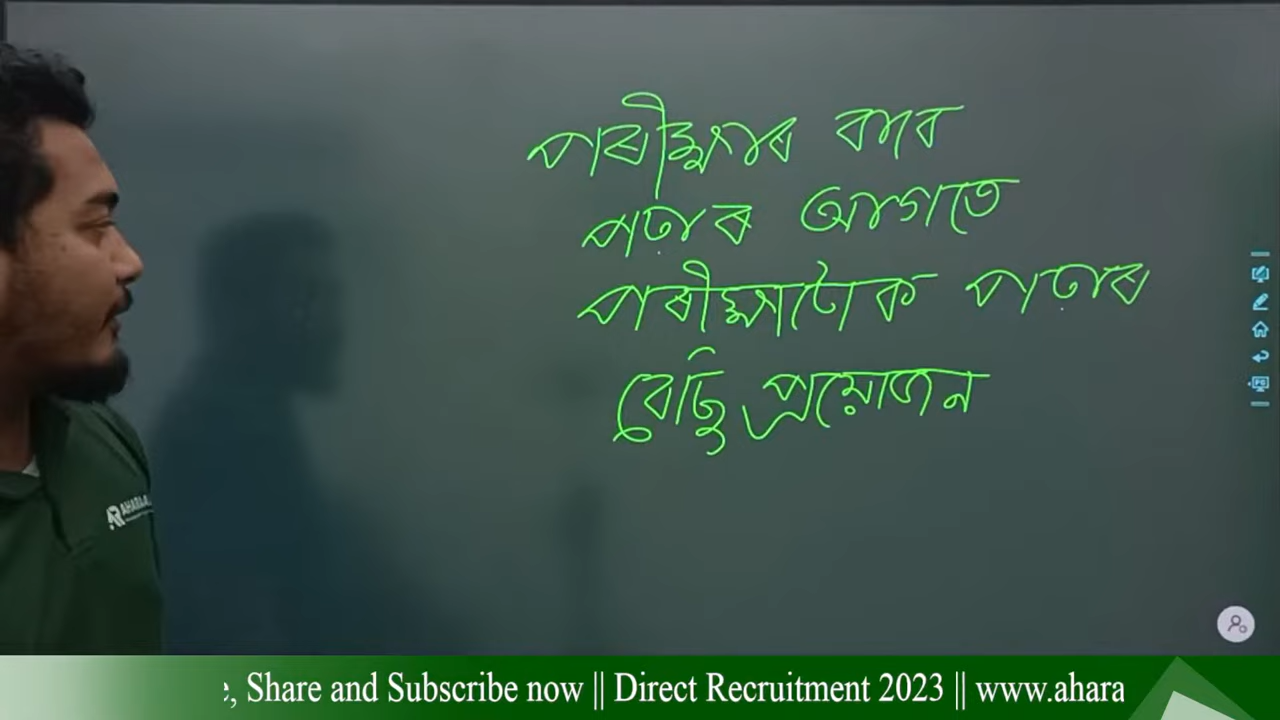 পৰীক্ষাৰ বাবে
পঢ়াৰ আগতে
পৰীক্ষাটোক পঢ়াৰ
বেছি প্ৰয়োজন
, Share and Subscribe now || Direct Recruitment 2023 || www.ahara